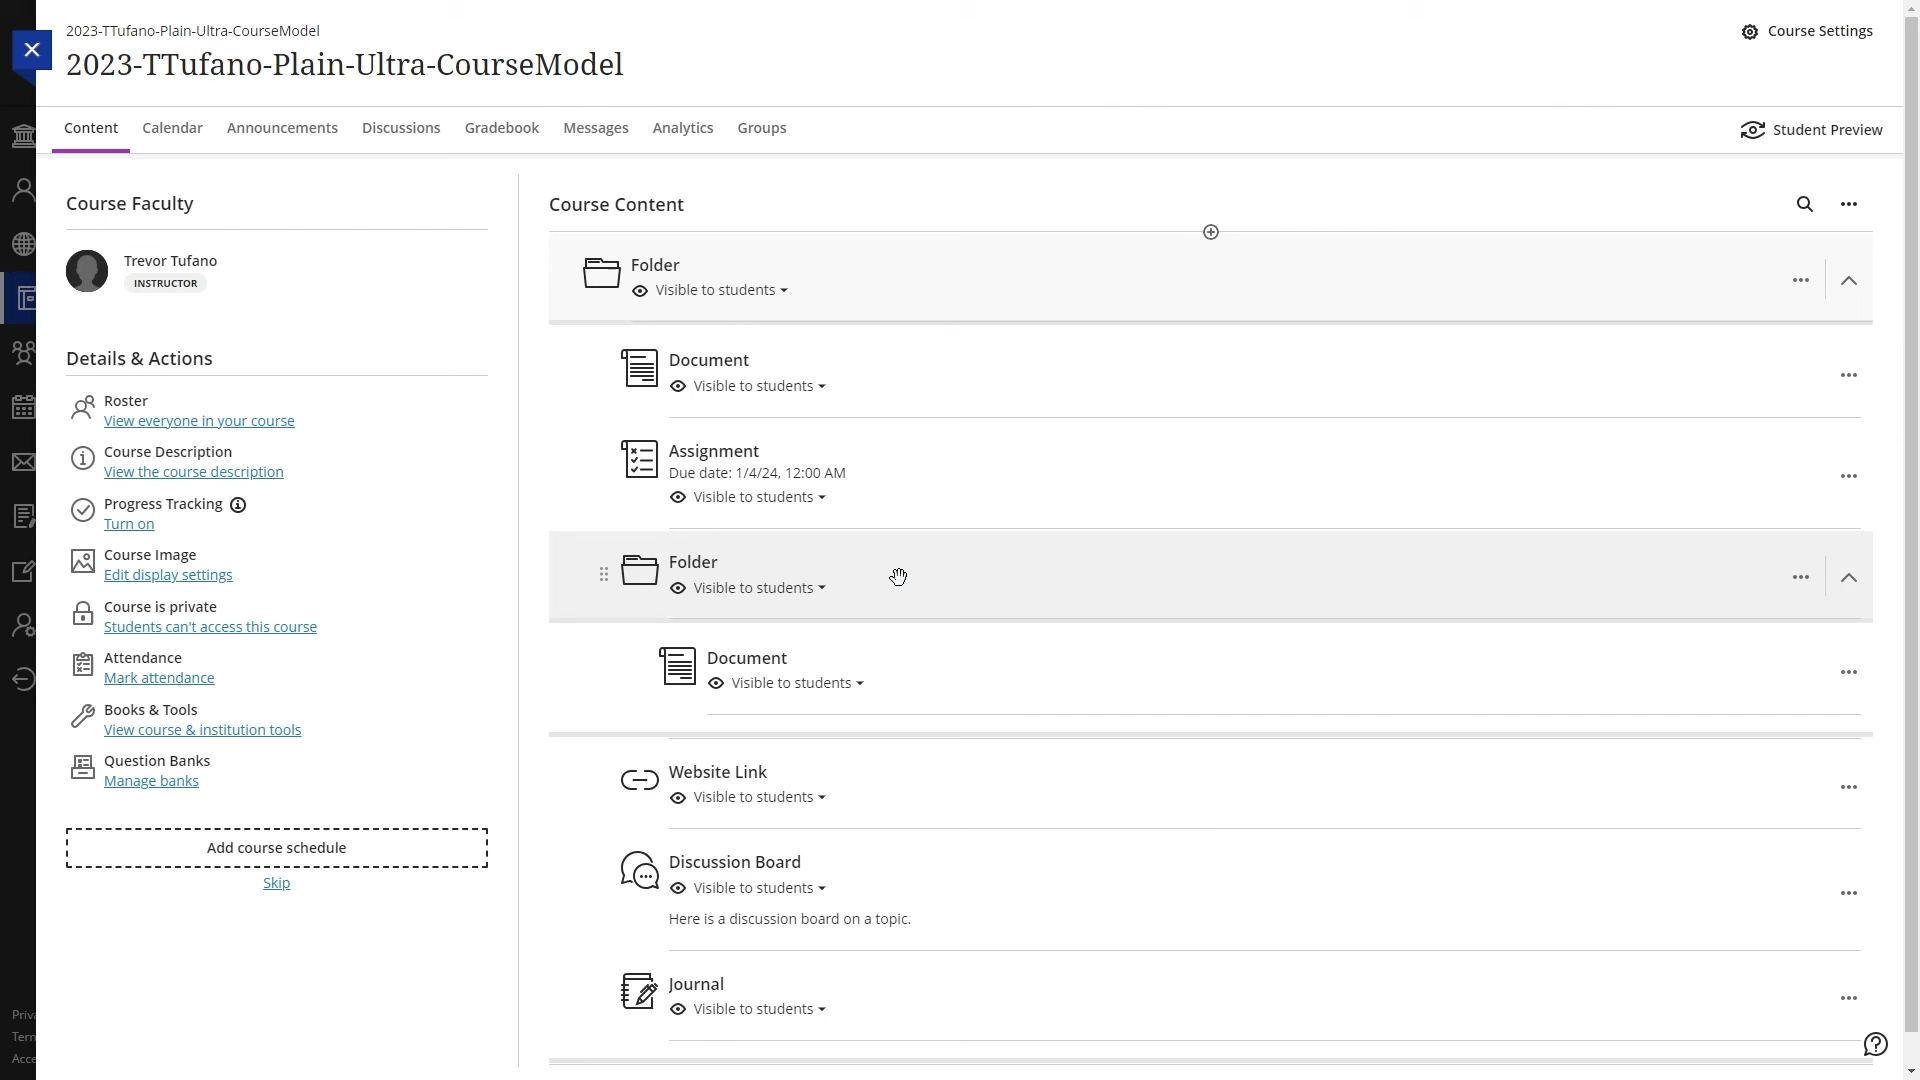 2023-TTufano-Plain-Ultra-CourseModel
2023-TTufano-Plain-Ultra-CourseModel
Course Settings
Content
Calendar
Announcements
Discussions
Gradebook
Messages
Analytics
Groups
Student Preview
Course Faculty
Trevor Tufano
INSTRUCTOR
Details & Actions
Roster
View everyone in your course
Course Description
View the course description
Progress Tracking
Turn on
Course Image
Edit display settings
Course is private
Students can't access this course
Attendance
Mark attendance
Books & Tools
View course & institution tools
Question Banks
Manage banks
Add course schedule
Skip
Course Content
Folder
Visible to students
Document
Visible to students
Assignment
Due date: 1/4/24, 12:00 AM
Visible to students
Folder
Visible to students
Document
Visible to students
Website Link
Visible to students
Discussion Board
Visible to students
Here is a discussion board on a topic.
Journal
Visible to students
Priva
Term
Acce